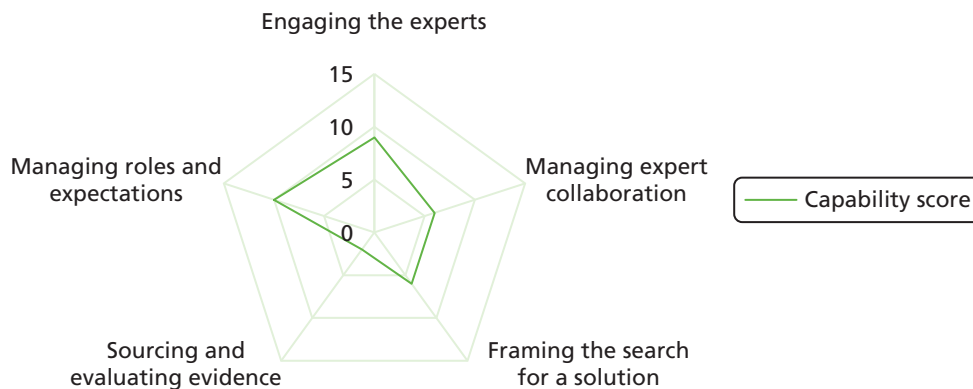 Engaging the experts
15
10
5
0
Managing roles and
expectations
Managing expert
collaboration
Capability score
Sourcing and
evaluating evidence
Framing the search
for a solution